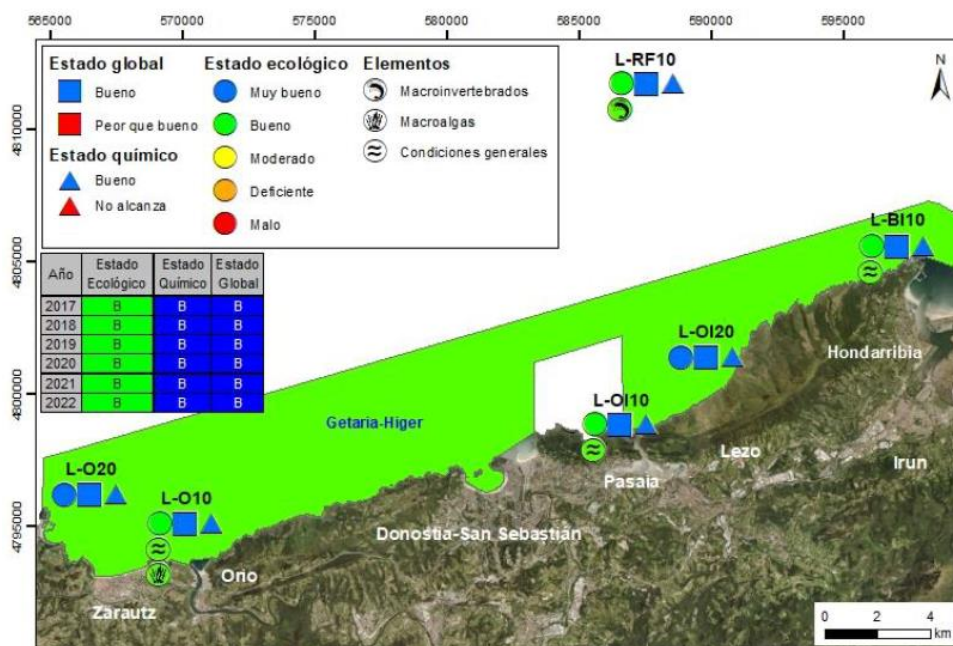 565000 570000 575000 580000 585000 590000 595000
4810000
4805000
4800000
4795000
Estado global
Bueno
Peor que bueno
Estado químico
Bueno
No alcanza
Estado ecológico
Muy bueno
Bueno
Moderado
Deficiente
Malo
Elementos
Macroinvertebrados
Macroalgas
Condiciones generales
N
Año Estado Ecológico Estado Químico Estado Global
2017 B B B
2018 B B B
2019 B B B
2020 B B B
2021 B B B
2022 B B B
L-RF10
L-BI10
L-OI20
Hondarribia
L-OI10
Getaria-Higer
Lezo
Irun
L-O20
Pasaia
L-O10
Donostia-San Sebastián
Orio
Zarautz
0 2 4
km